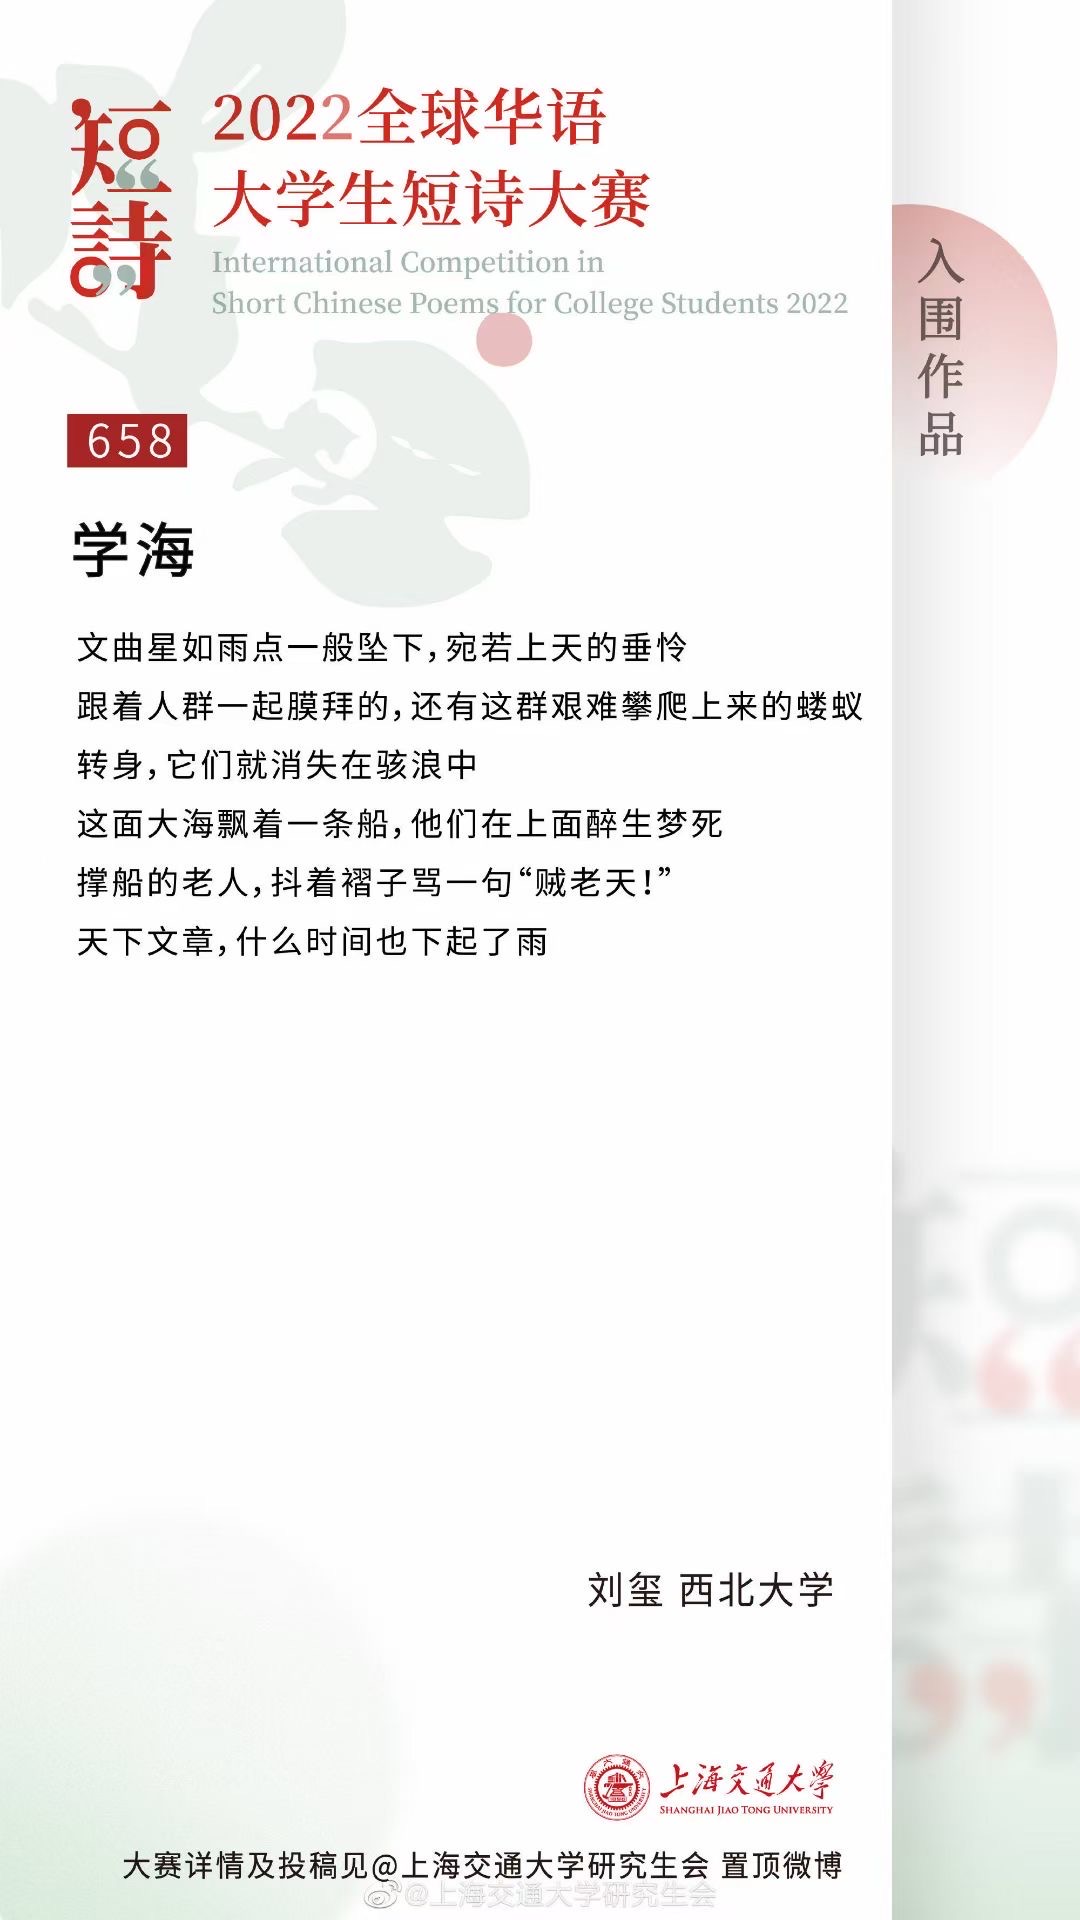 短詩
2022全球华语
大学生短诗大赛
International Competition in
Short Chinese Poems for College Students 2022
入围作品
658
学海
文曲星如雨点一般坠下，宛若上天的垂怜
跟着人群一起膜拜的，还有这群艰难攀爬上来的蝼蚁
转身，它们就消失在骇浪中
这面大海飘着一条船，他们在上面醉生梦死
撑船的老人，抖着褶子骂一句“贼老天！”
天下文章，什么时间也下起了雨
刘玺 西北大学
上海交通大學
SHANGHAI JIAO TONG UNIVERSITY
大赛详情及投稿见@上海交通大学研究生会 置顶微博
@上海交通大学研究生会